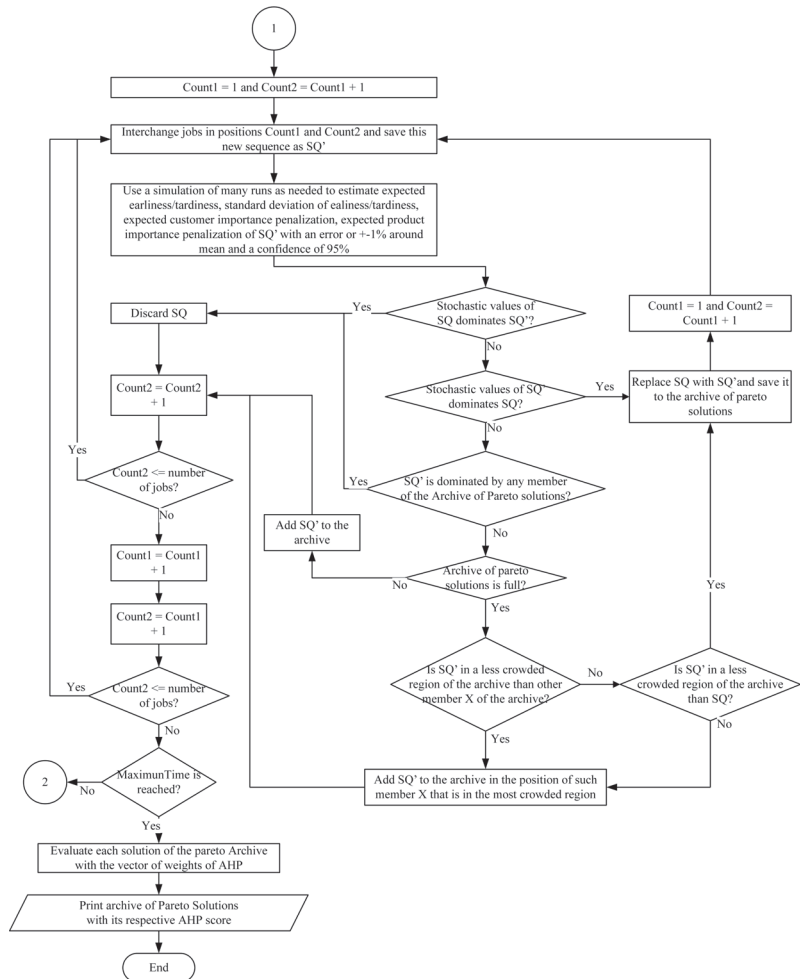 1
Count1 = 1 and Count2 = Count1 + 1
Interchange jobs in positions Count1 and Count2 and save this
new sequence as SQ’
Use a simulation of many runs as needed to estimate expected
earliness/tardiness, standard deviation of ealiness/tardiness,
expected customer importance penalization, expected product
importance penalization of SQ’ with an error or +-1% around
mean and a confidence of 95%
Stochastic values of
SQ dominates SQ’?
Yes
No
Discard SQ
Count1 = 1 and Count2 =
Count1 + 1
Stochastic values of SQ’
dominates SQ?
Yes
No
Replace SQ with SQ’and save it
to the archive of pareto
solutions
Count2 = Count2
+ 1
Yes
Count2 <= number
of jobs?
No
SQ’ is dominated by any member
of the Archive of Pareto solutions?
Yes
No
Add SQ’ to the
archive
Archive of pareto
solutions is full?
No
Yes
Count1 = Count1
+ 1
Count2 = Count1
+ 1
Yes
Is SQ’ in a less crowded
region of the archive than other
member X of the archive?
No
Yes
Is SQ’ in a less
crowded region of the archive
than SQ?
No
Count2 <= number
of jobs?
Yes
No
Add SQ’ to the archive in the position of such
member X that is in the most crowded region
MaximunTime is
reached?
No
2
Yes
Evaluate each solution of the pareto Archive
with the vector of weights of AHP
Print archive of Pareto Solutions
with its respective AHP score
End